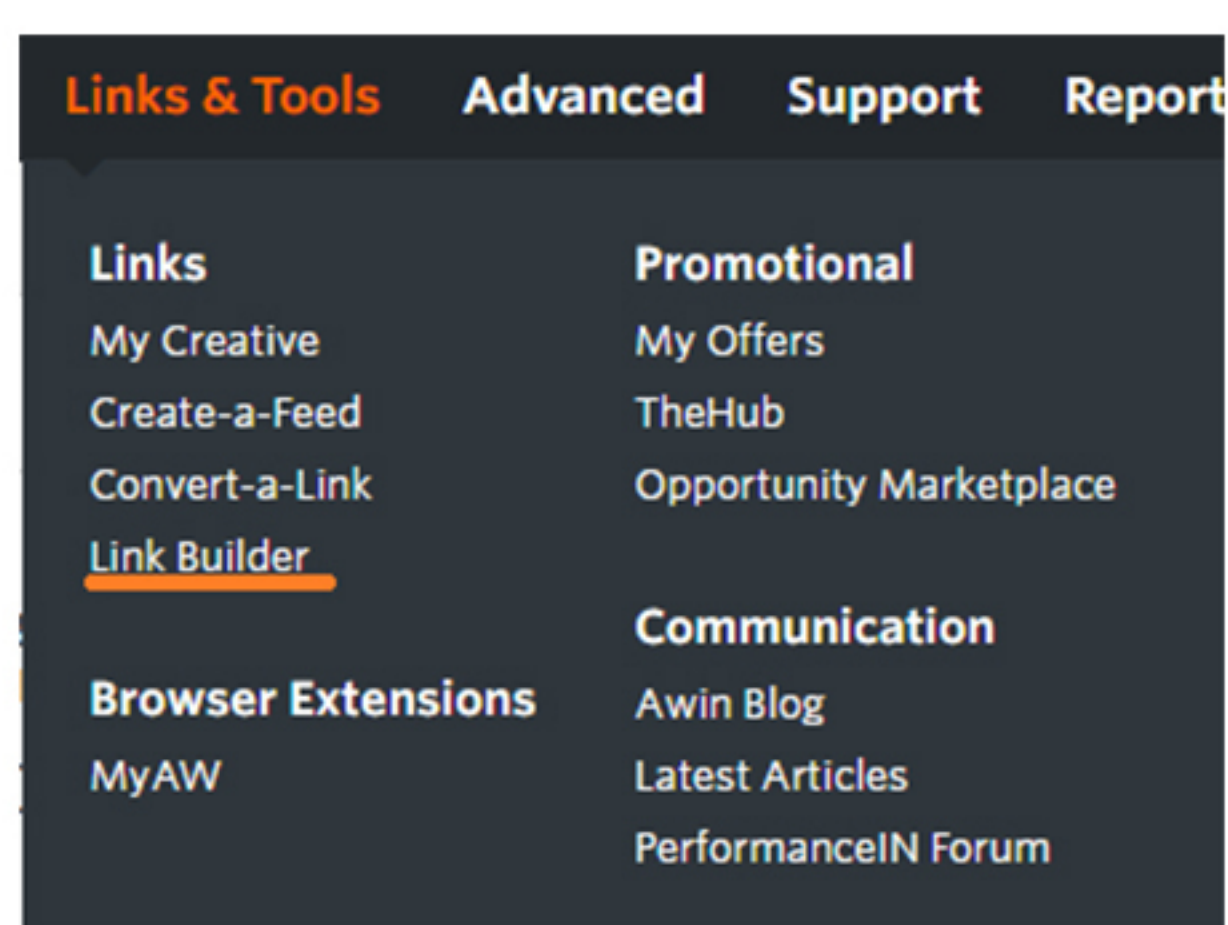 Links & Tools Advanced Support Report
Links
My Creative
Create-a-Feed
Convert-a-Link
Link Builder
Browser Extensions
MyAW
Promotional
My Offers
TheHub
Opportunity Marketplace
Communication
Awin Blog
Latest Articles
PerformanceIN Forum